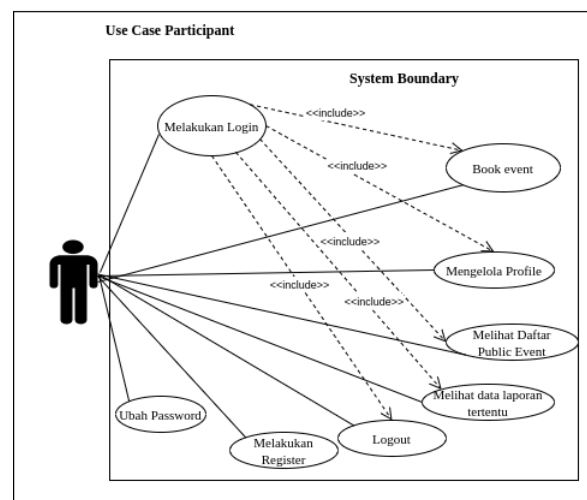 Use Case Participant
System Boundary
Melakukan Login
<<include>>
Book event
<<include>>
Mengelola Profile
<<include>>
<<include>>
<<include>>
Melihat Daftar
Public Event
Melihat data laporan
tertentu
Ubah Password
Melakukan
Register
Logout